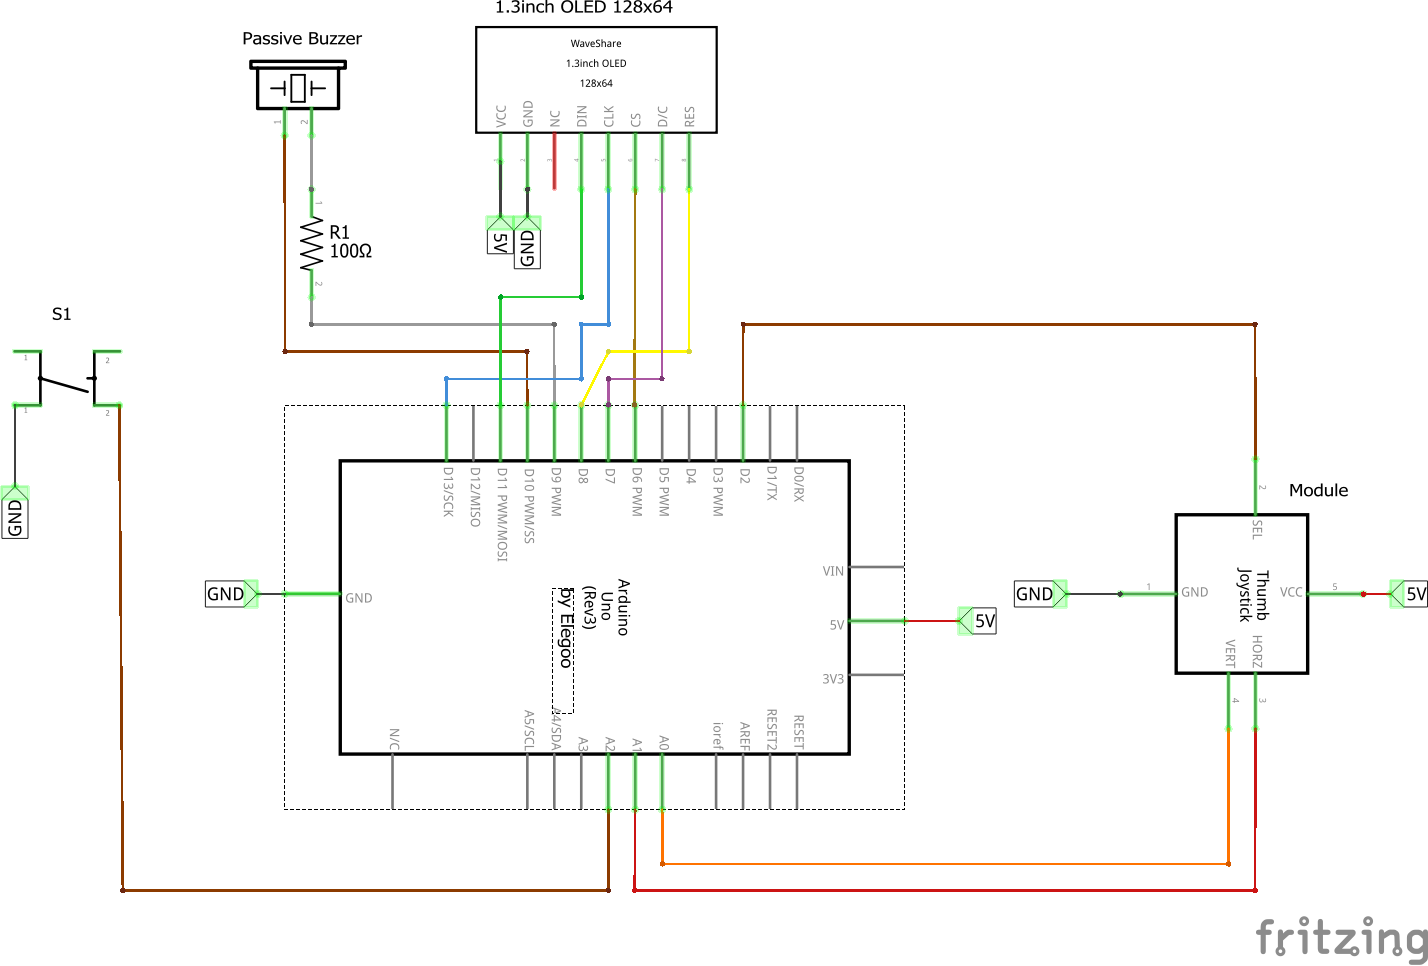 1.3inch OLED 128x64
Passive Buzzer
WaveShare
1.3inch OLED
128x64
VCC
GND
NC
DIN
CLK
CS
D/C
RES
1
2
1
2
3
4
5
6
7
8
1
R1
100Ω
2
5V
GND
S1
1
2
1
2
GND
D13/SCK
D12/MISO
D11 PWM/MOSI
D10 PWM/SS
D9 PWM
D8
D7
D6 PWM
D5 PWM
D4
D3 PWM
D2
D1/TX
D0/RX
GND
GND
Arduino
Uno
(Rev3)
by Elegoo
VIN
5V
3V3
5V
N/C
A5/SCL
A4/SDA
A3
A2
A1
A0
ioref
AREF
RESET2
RESET
Module
2
SEL
GND
1
GND
Thumb
Joystick
VCC
5
5V
VERT
HORZ
4
3
fritzing